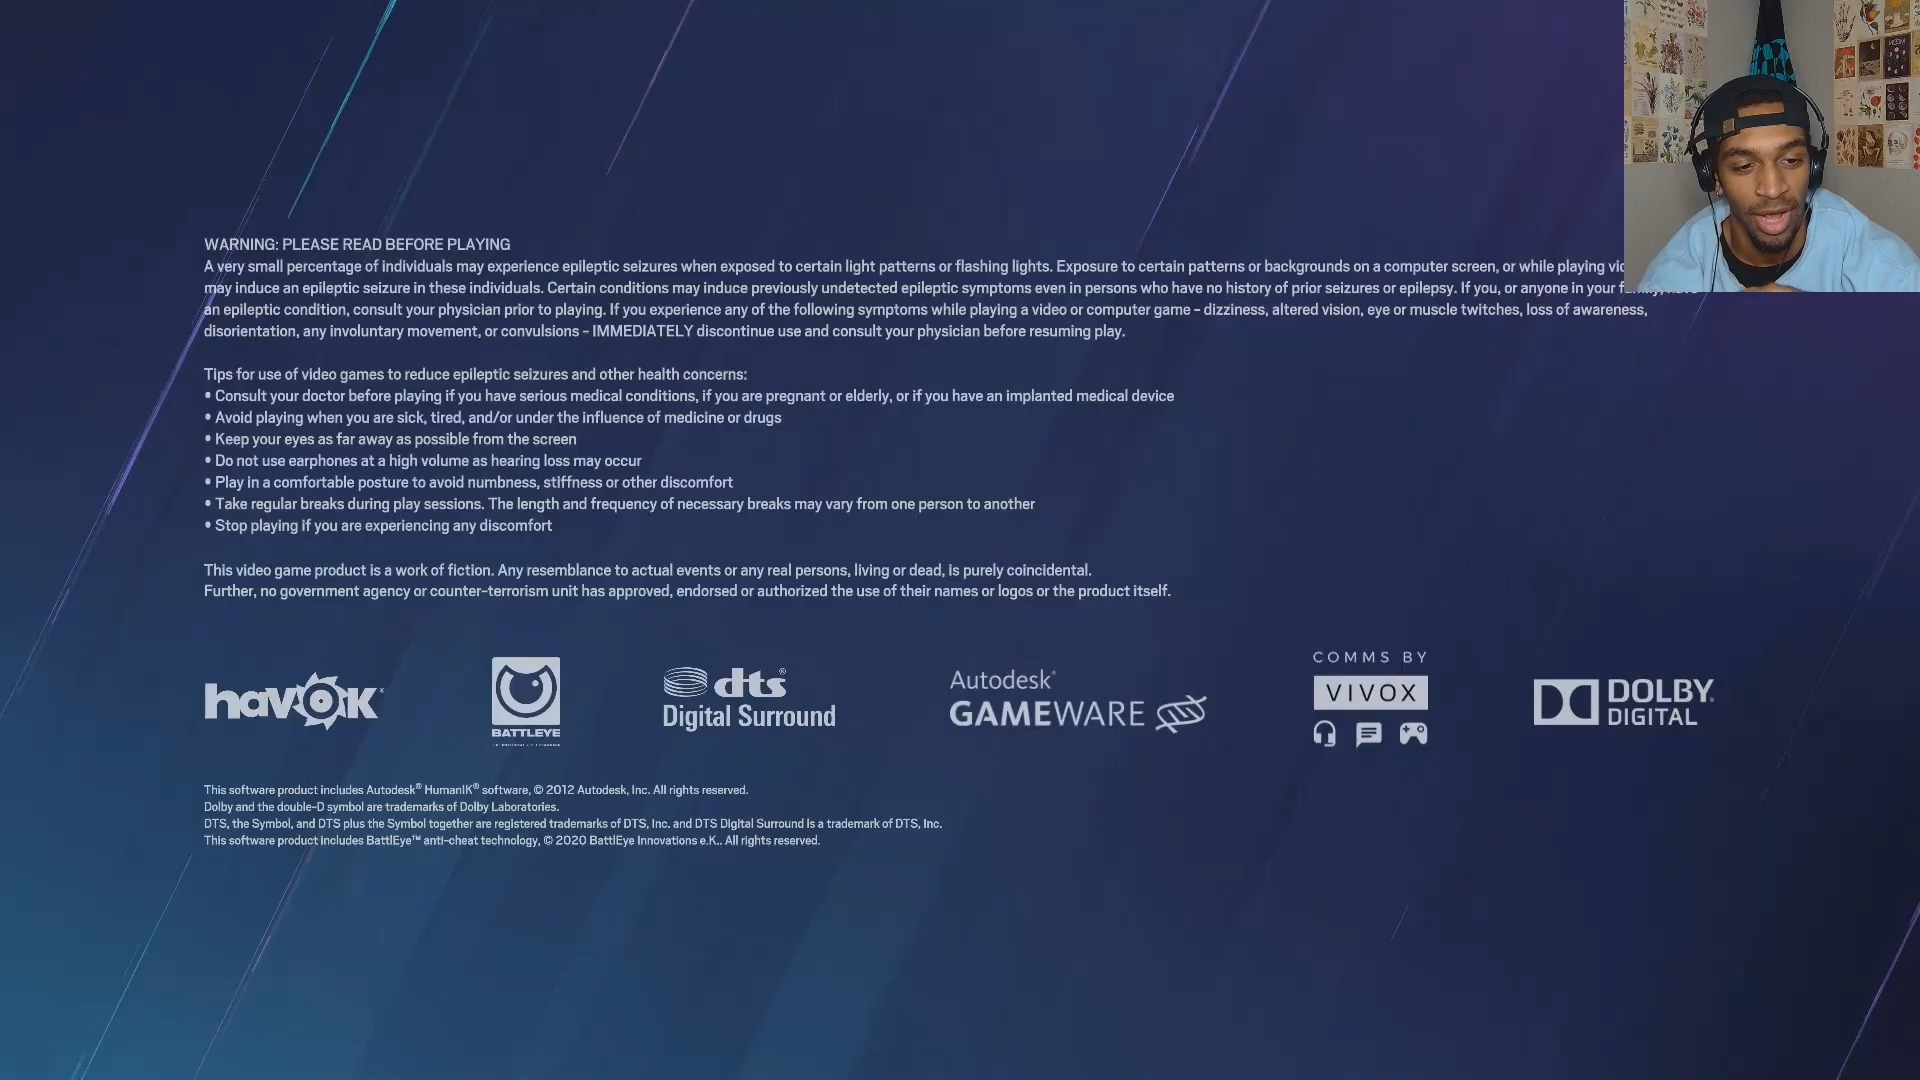 WARNING: PLEASE READ BEFORE PLAYING
A very small percentage of individuals may experience epileptic seizures when exposed to certain light patterns or flashing lights. Exposure to certain patterns or backgrounds on a computer screen, or while playing
may induce an epileptic seizure in these individuals. Certain conditions may induce previously undetected epileptic symptoms even in persons who have no history of prior seizures or epilepsy. If you, or anyone in your
an epileptic condition, consult your physician prior to playing. If you experience any of the following symptoms while playing a video or computer game - dizziness, altered vision, eye or muscle twitches, loss of awareness,
disorientation, any involuntary movement, or convulsions - IMMEDIATELY discontinue use and consult your physician before resuming play.
Tips for use of video games to reduce epileptic seizures and other health concerns:
• Consult your doctor before playing if you have serious medical conditions, if you are pregnant or elderly, or if you have an implanted medical device
• Avoid playing when you are sick, tired, and/or under the influence of medicine or drugs
• Keep your eyes as far away as possible from the screen
• Do not use earphones at a high volume as hearing loss may occur
• Play in a comfortable posture to avoid numbness, stiffness or other discomfort
• Take regular breaks during play sessions. The length and frequency of necessary breaks may vary from one person to another
• Stop playing if you are experiencing any discomfort
This video game product is a work of fiction. Any resemblance to actual events or any real persons, living or dead, is purely coincidental.
Further, no government agency or counter-terrorism unit has approved, endorsed or authorized the use of their names or logos or the product itself.
havok
BATTLEYE
dts®
Digital Surround
Autodesk®
GAMEWARE
COMMS BY
VIVOX
DOLBY®
DIGITAL
This software product includes Autodesk® HumanIK® software, © 2012 Autodesk, Inc. All rights reserved.
Dolby and the double-D symbol are trademarks of Dolby Laboratories.
DTS, the Symbol, and DTS plus the Symbol together are registered trademarks of DTS, Inc. and DTS Digital Surround is a trademark of DTS, Inc.
This software product includes BattlEye™ anti-cheat technology, © 2020 BattlEye Innovations e.K.. All rights reserved.